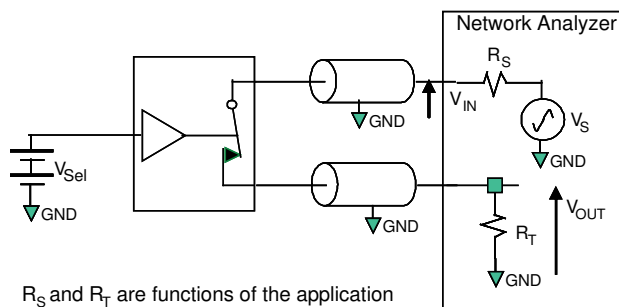 Network Analyzer
R_S
V_IN
V_S
GND
GND
V_Sel
GND
GND
V_OUT
R_T
GND
R_S and R_T are functions of the application